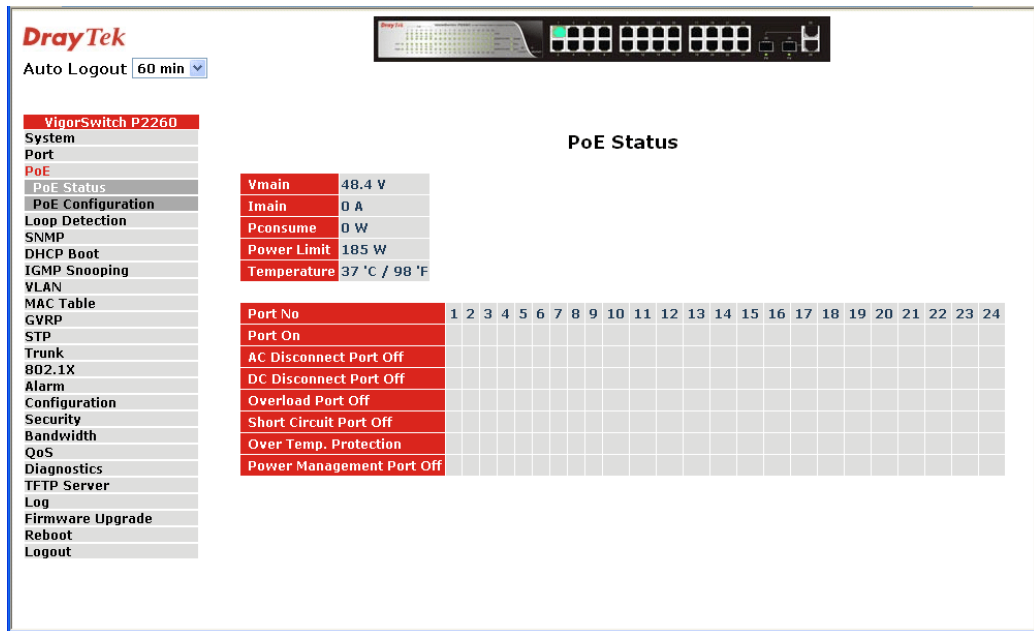 DrayTek
Auto Logout 60 min
DrayTek
VigorSwitch P2260
System
Port
PoE
PoE Status
PoE Configuration
Loop Detection
SNMP
DHCP Boot
IGMP Snooping
VLAN
MAC Table
GVRP
STP
Trunk
802.1X
Alarm
Configuration
Security
Bandwidth
QoS
Diagnostics
TFTP Server
Log
Firmware Upgrade
Reboot
Logout
PoE Status
Vmain 48.4 V
Imain 0 A
Pconsume 0 W
Power Limit 185 W
Temperature 37 'C / 98 'F
Port No 1 2 3 4 5 6 7 8 9 10 11 12 13 14 15 16 17 18 19 20 21 22 23 24
Port On
AC Disconnect Port Off
DC Disconnect Port Off
Overload Port Off
Short Circuit Port Off
Over Temp. Protection
Power Management Port Off